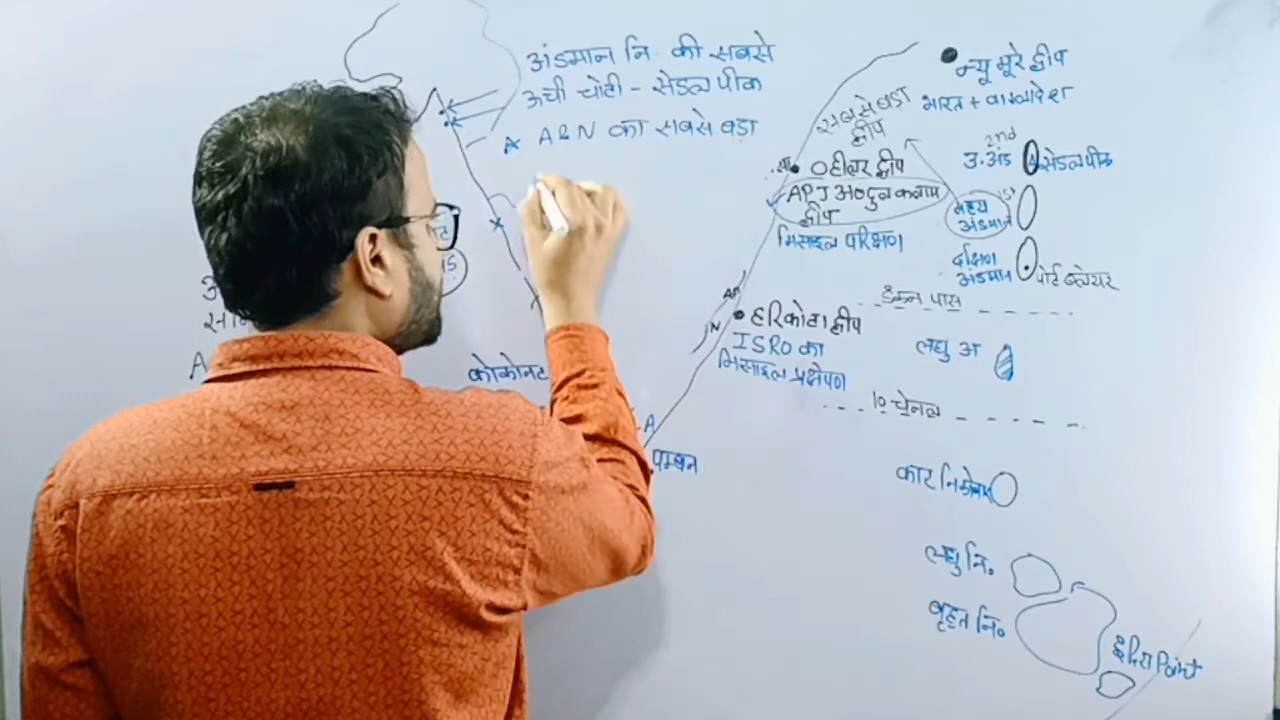 अंडमान नि. की सबसे
ऊची चोटी - सेडल पीक
A & N का सबसे बड़ा
कोकोनट
सबसे बड़ा
द्वीप
व्हीलर द्वीप
APJ अब्दुल कलाम
द्वीप
मिसाइल परिक्षण
AP
N
हरिकोटा द्वीप
ISRO का
मिसाइल प्रक्षेपण
A
पम्बन
न्यू मूरे द्वीप
भारत + बांग्लादेश
2nd
उ. अंड
सेडल पीक
1st
मध्य
अंडमान
दक्षिण
अंडमान
पोर्ट ब्लेयर
डंकन पास
लघु अ
10 चेनल
कार निकोबार
लघु नि.
बृहत नि.
इंदिरा Point